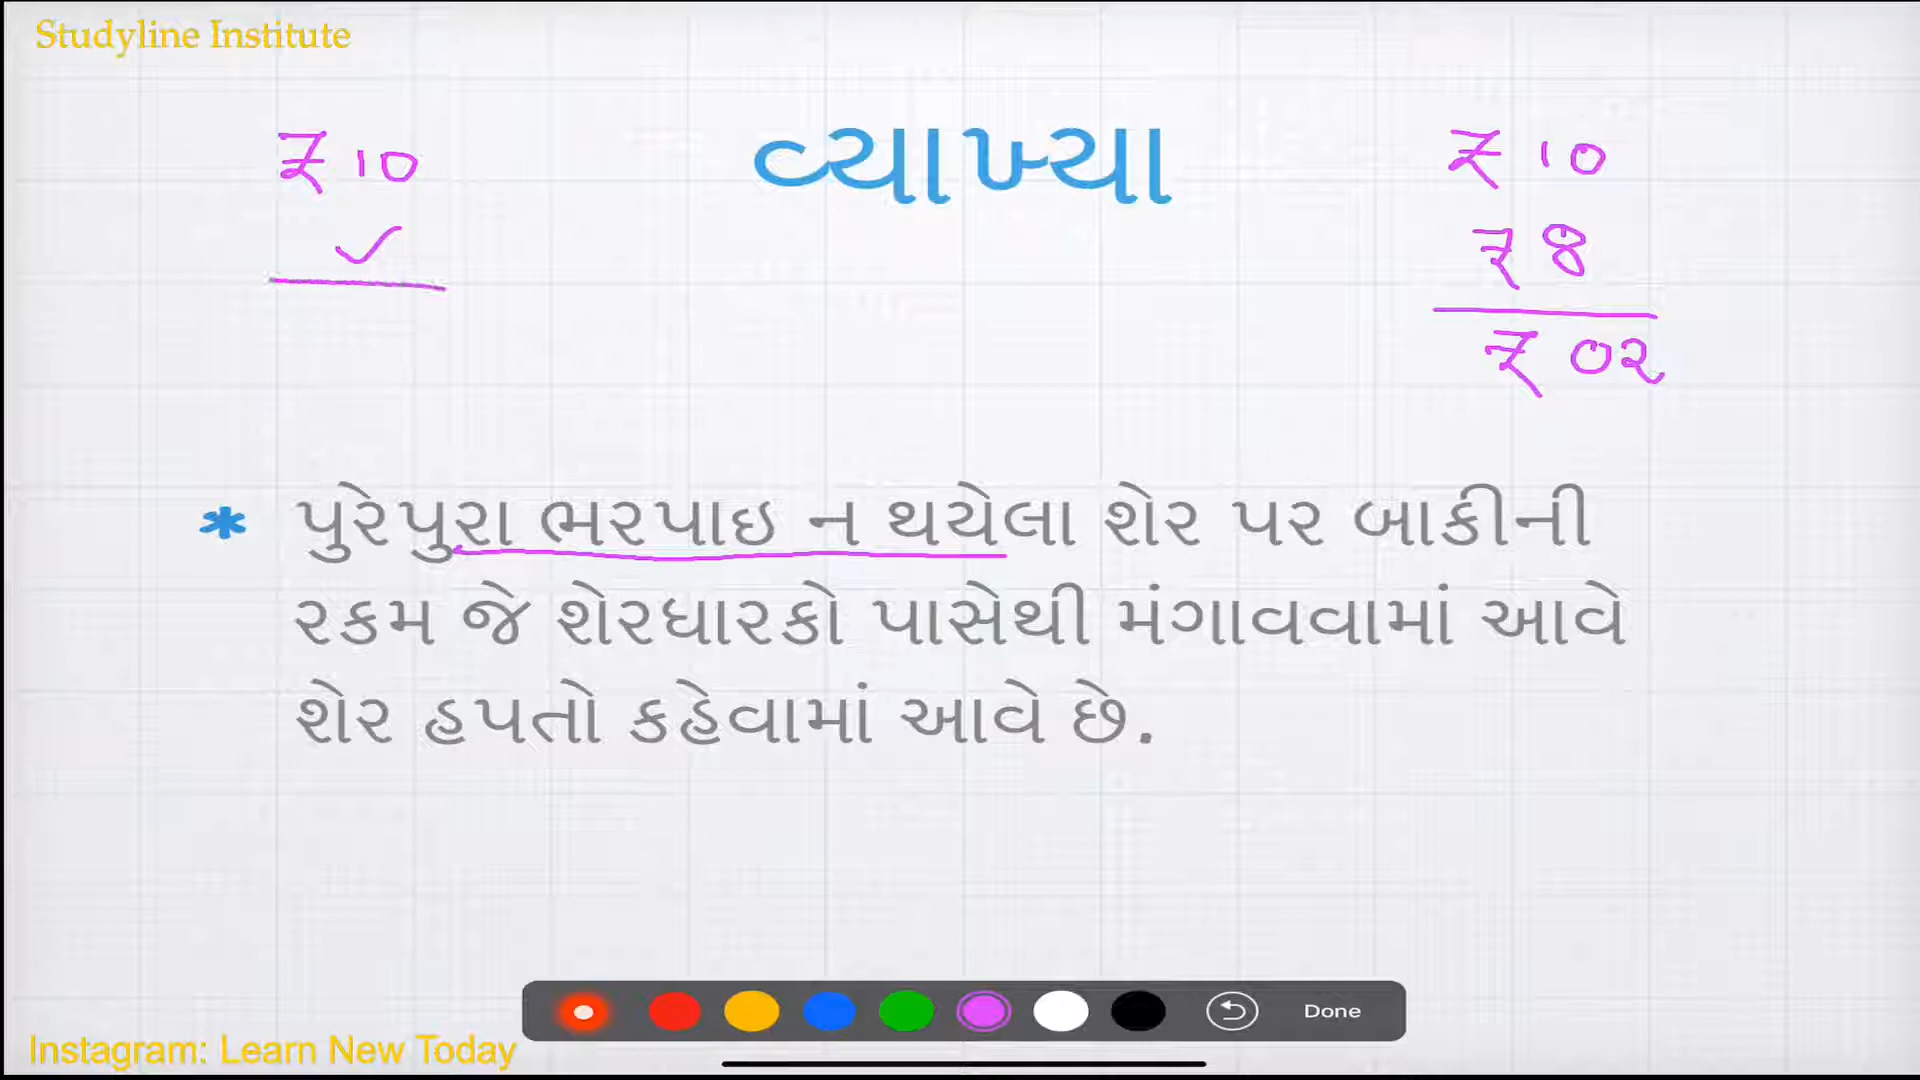 Studyline Institute
₹ 10
વ્યાખ્યા
₹ 10
₹ 8
₹ 02
* પુરેપુરા ભરપાઇ ન થયેલા શેર પર બાકીની
રકમ જે શેરધારકો પાસેથી મંગાવવામાં આવે
શેર હપતો કહેવામાં આવે છે.
Done
Instagram: Learn New Today